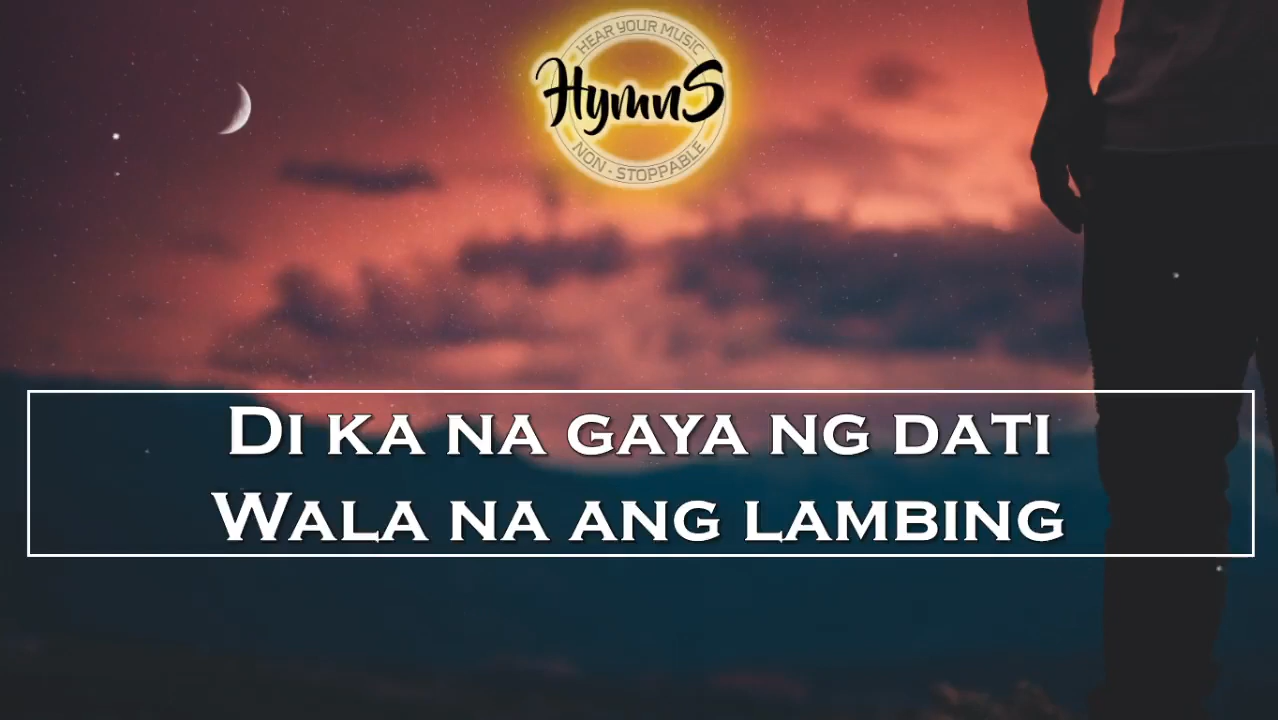 HEAR YOUR MUSIC
HymnS
NON - STOPPABLE
DI KA NA GAYA NG DATI
WALA NA ANG LAMBING